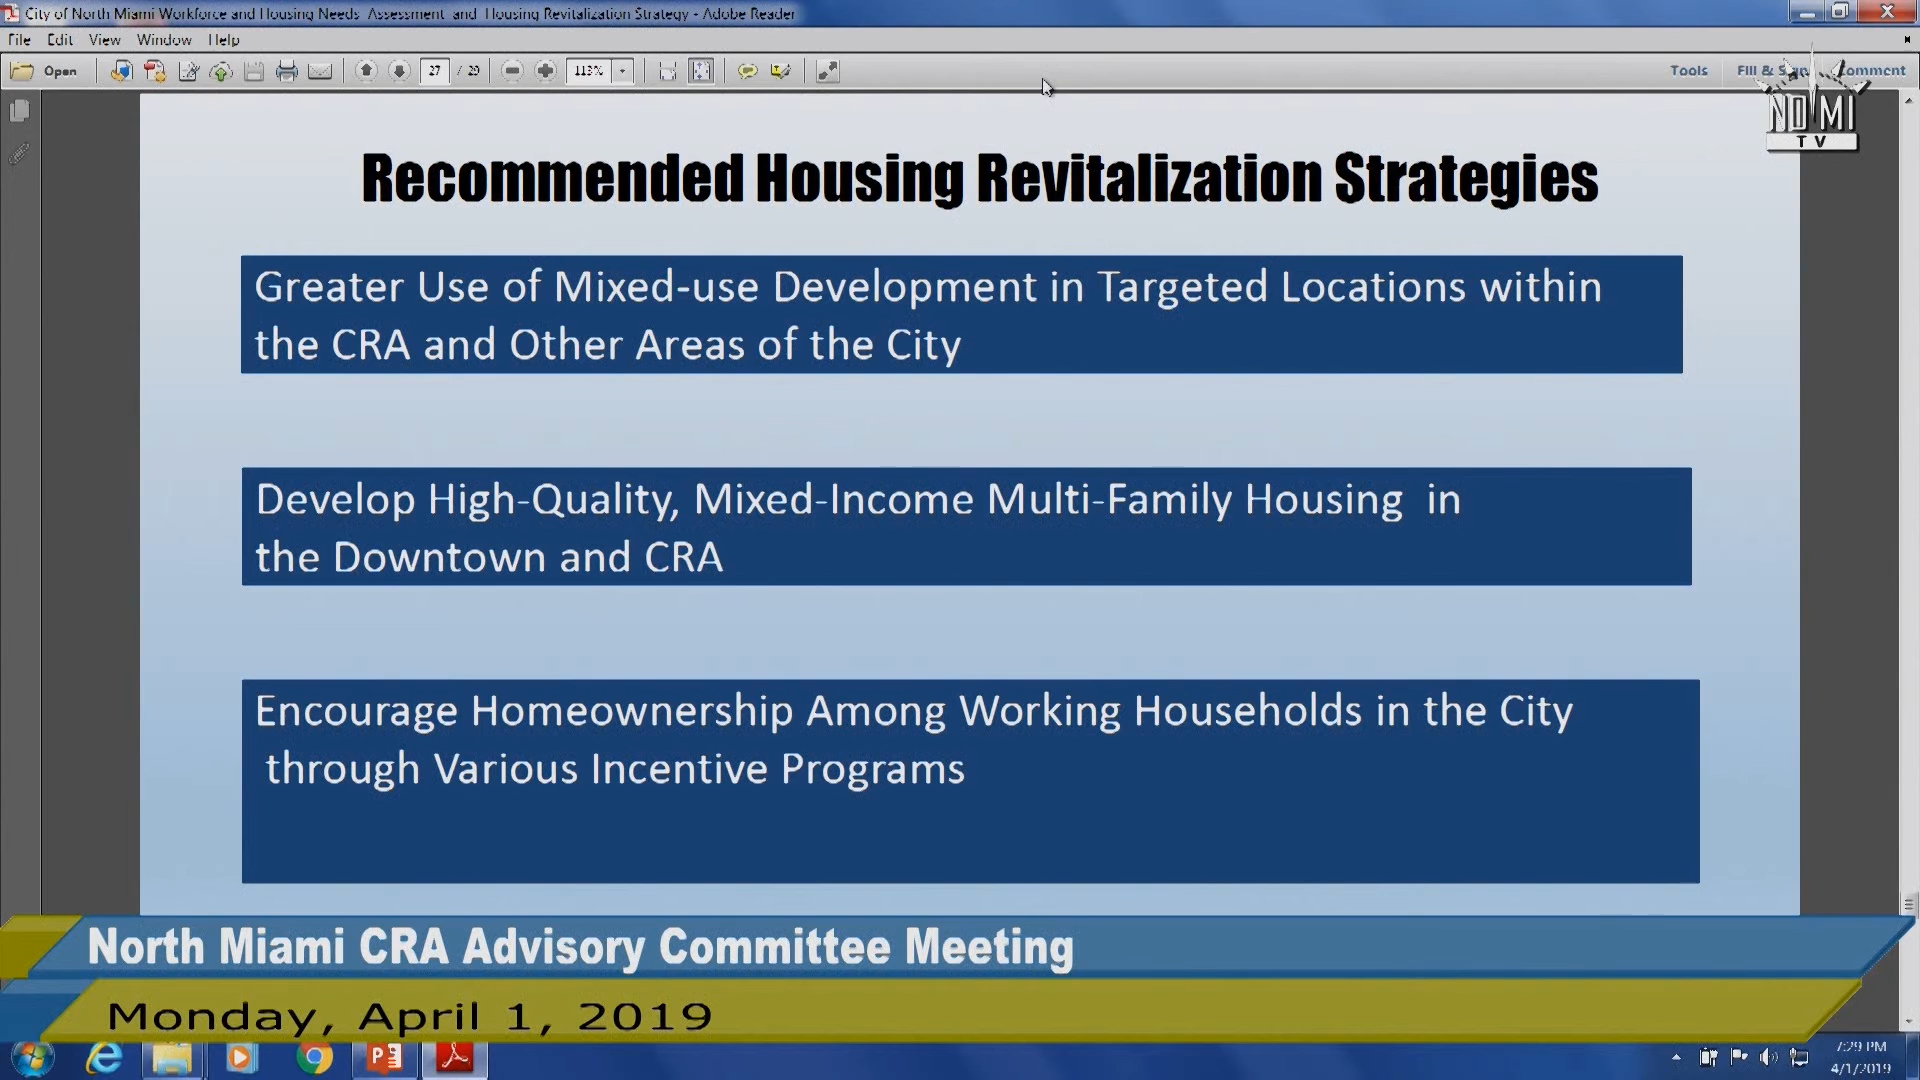 City of North Miami Workforce and Housing Needs Assessment and Housing Revitalization Strategy - Adobe Reader
File Edit View Window Help
Open 27 / 29 113% Tools Fill & Sign Comment
NOMI
TV
Recommended Housing Revitalization Strategies
Greater Use of Mixed-use Development in Targeted Locations within
the CRA and Other Areas of the City
Develop High-Quality, Mixed-Income Multi-Family Housing in
the Downtown and CRA
Encourage Homeownership Among Working Households in the City
through Various Incentive Programs
North Miami CRA Advisory Committee Meeting
Monday, April 1, 2019
7:29 PM
4/1/2019